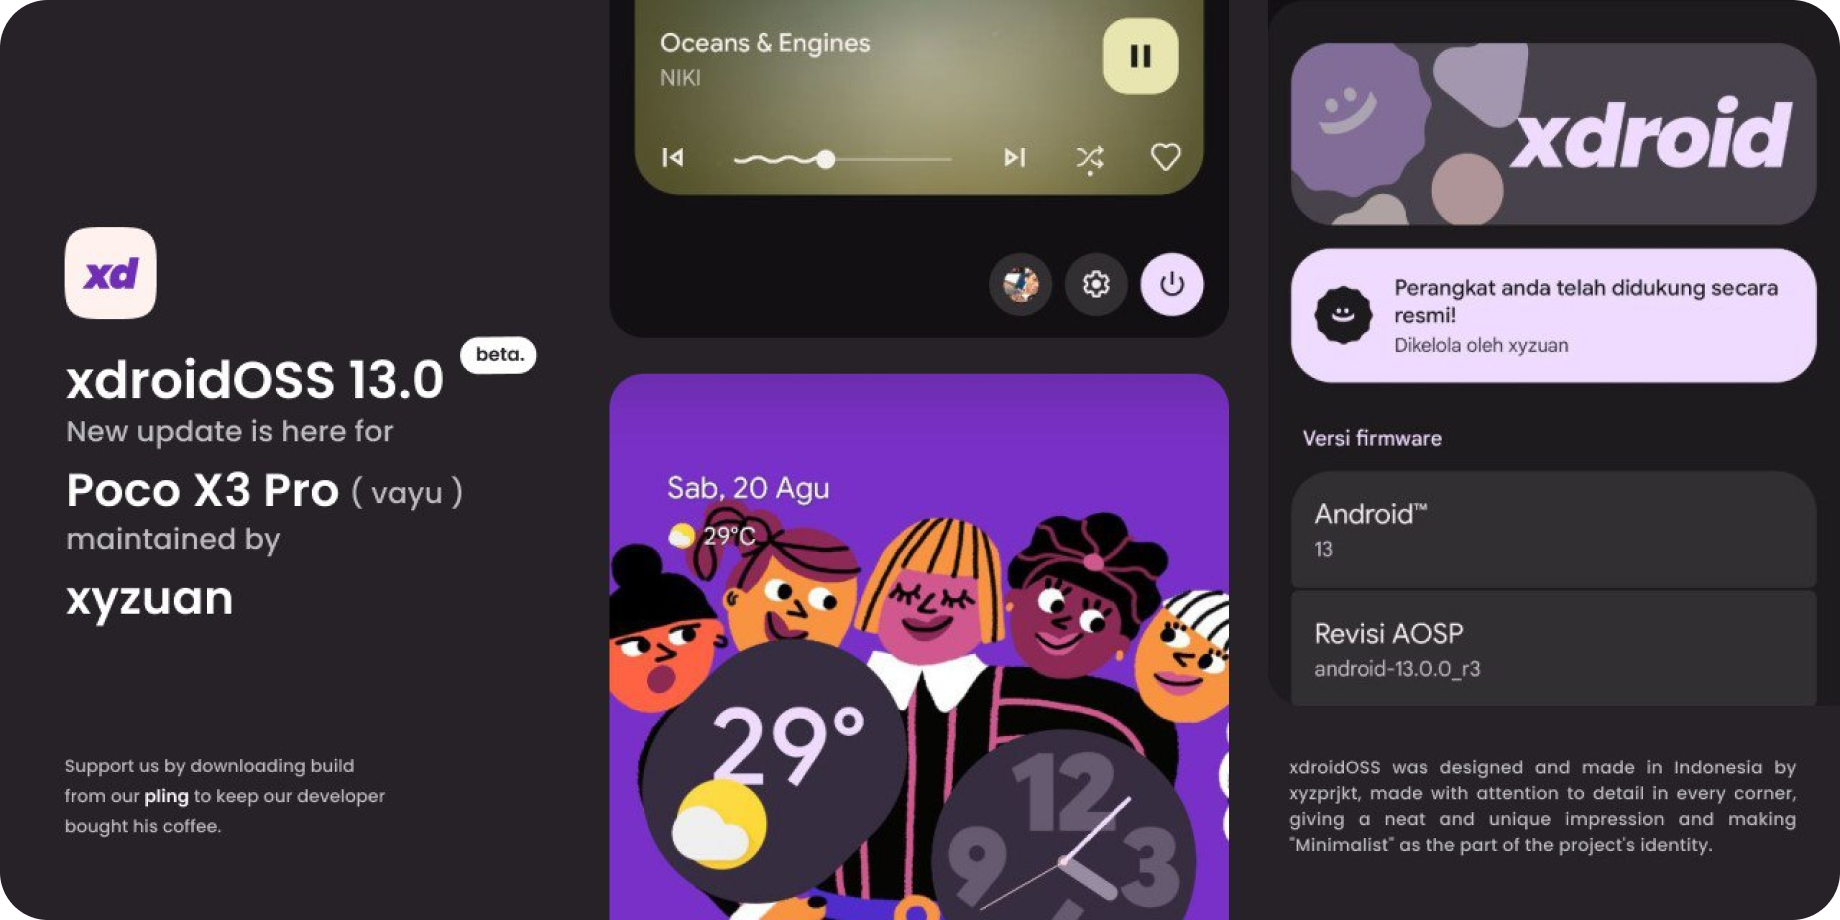 xd
xdroidOSS 13.0
beta.
New update is here for
Poco X3 Pro ( vayu )
maintained by
xyzuan
Support us by downloading build
from our pling to keep our developer
bought his coffee.
Oceans & Engines
NIKI
Sab, 20 Agu
29°C
29°
12
3
9
xdroid
Perangkat anda telah didukung secara
resmi!
Dikelola oleh xyzuan
Versi firmware
Android™
13
Revisi AOSP
android-13.0.0_r3
xdroidOSS was designed and made in Indonesia by
xyzprjkt, made with attention to detail in every corner,
giving a neat and unique impression and making
"Minimalist" as the part of the project's identity.